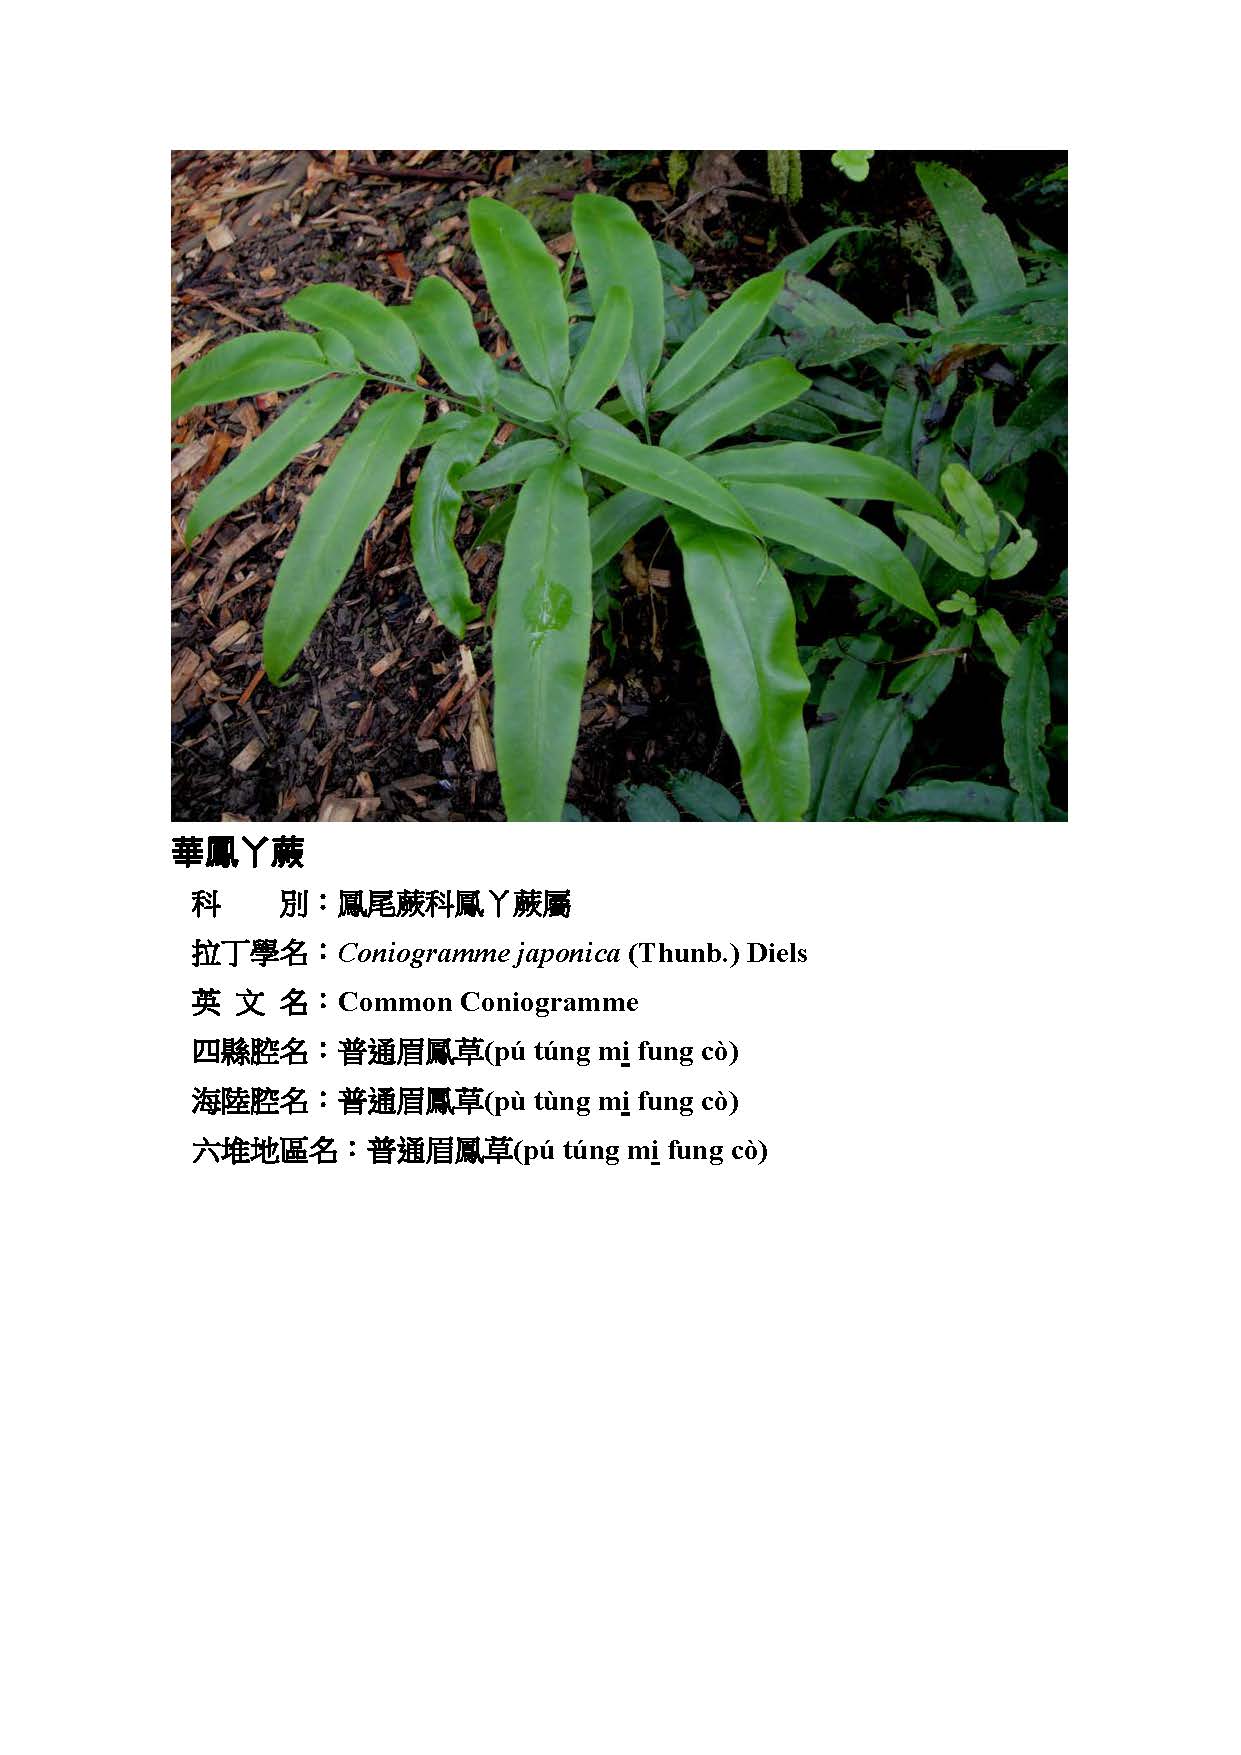 華鳳丫蕨
科　　別：鳳尾蕨科鳳丫蕨屬
拉丁學名：Coniogramme japonica (Thunb.) Diels
英 文 名：Common Coniogramme
四縣腔名：普通眉鳳草(pú túng mi̲ fung cò)
海陸腔名：普通眉鳳草(pù tùng mi̲ fung cò)
六堆地區名：普通眉鳳草(pú túng mi̲ fung cò)